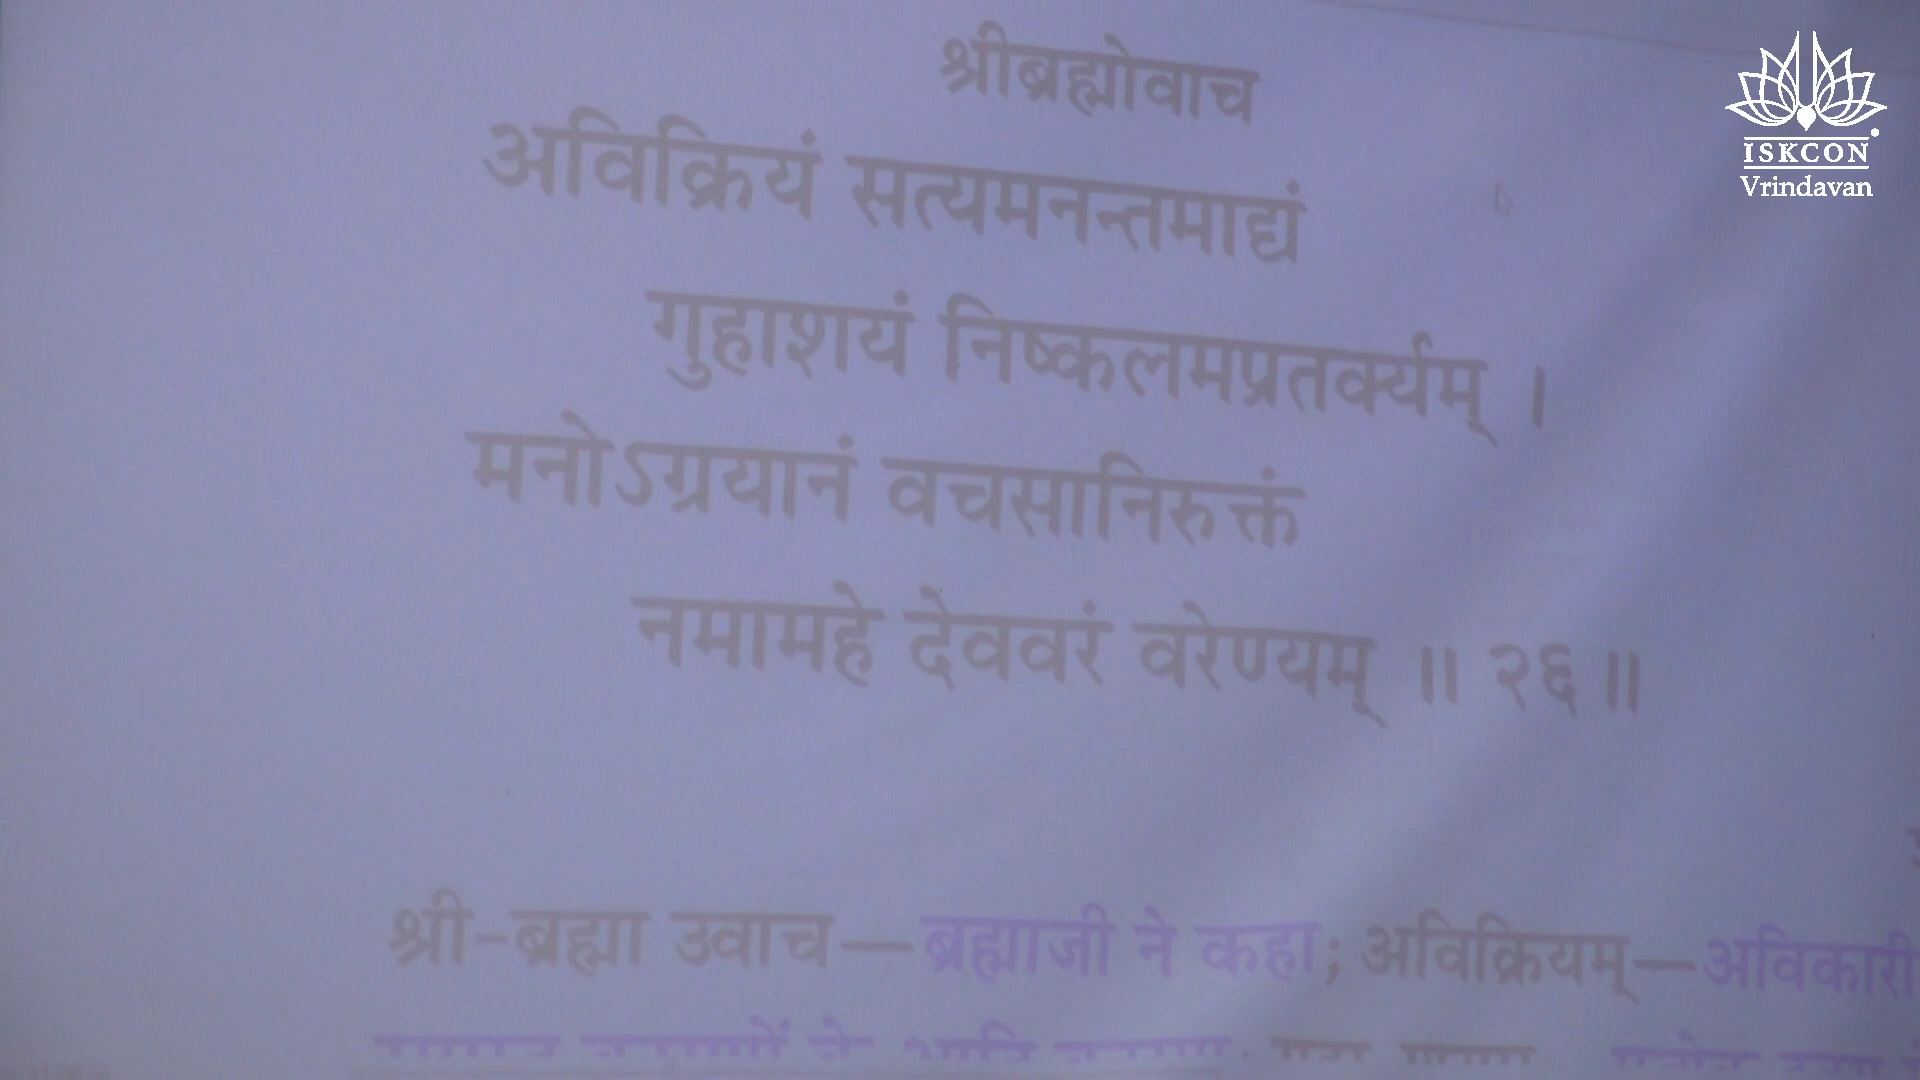 श्रीब्रह्मोवाच
अविक्रियं सत्यमनन्तमाद्यं
गुहाशयं निष्कलमप्रतर्क्यम् ।
मनोऽग्रयानं वचसानिरुक्तं
नमामहे देववरं वरेण्यम् ॥ २६ ॥
श्री-ब्रह्मा उवाच—ब्रह्माजी ने कहा; अविक्रियम्—अविकारी
ISKCON
Vrindavan